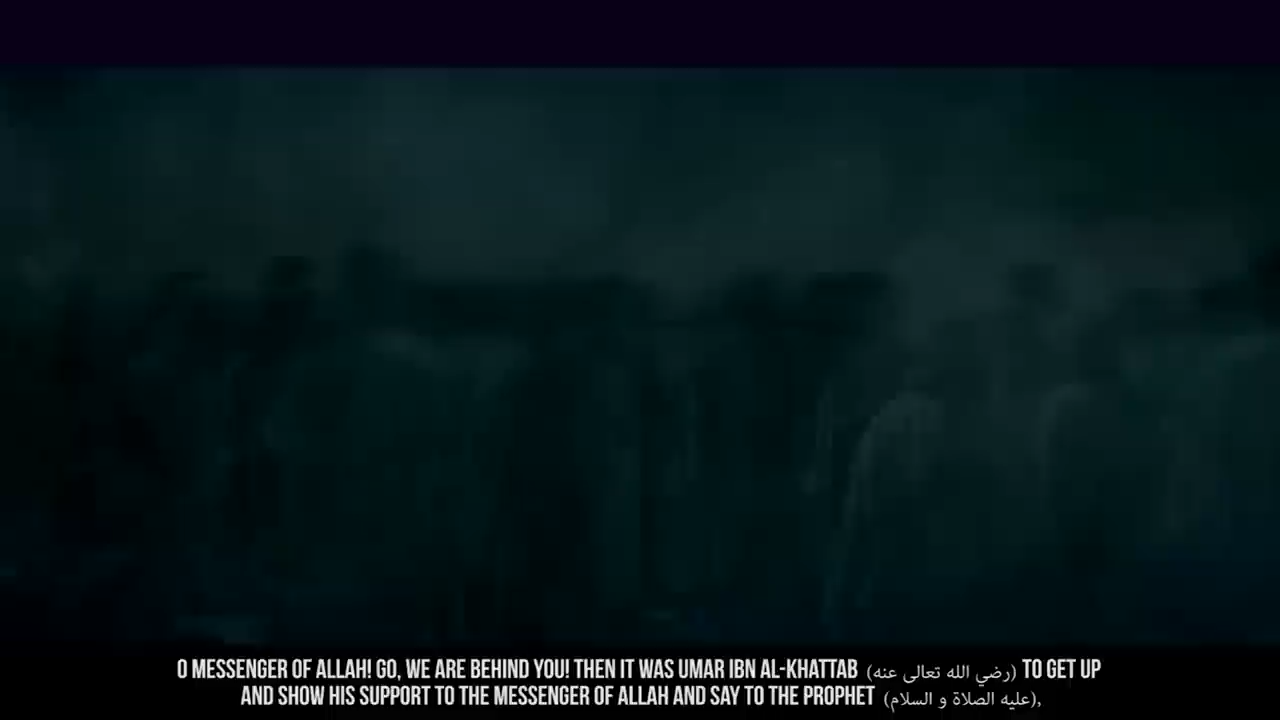 O MESSENGER OF ALLAH! GO, WE ARE BEHIND YOU! THEN IT WAS UMAR IBN AL-KHATTAB (رضي الله تعالى عنه) TO GET UP
AND SHOW HIS SUPPORT TO THE MESSENGER OF ALLAH AND SAY TO THE PROPHET (عليه الصلاة و السلام),